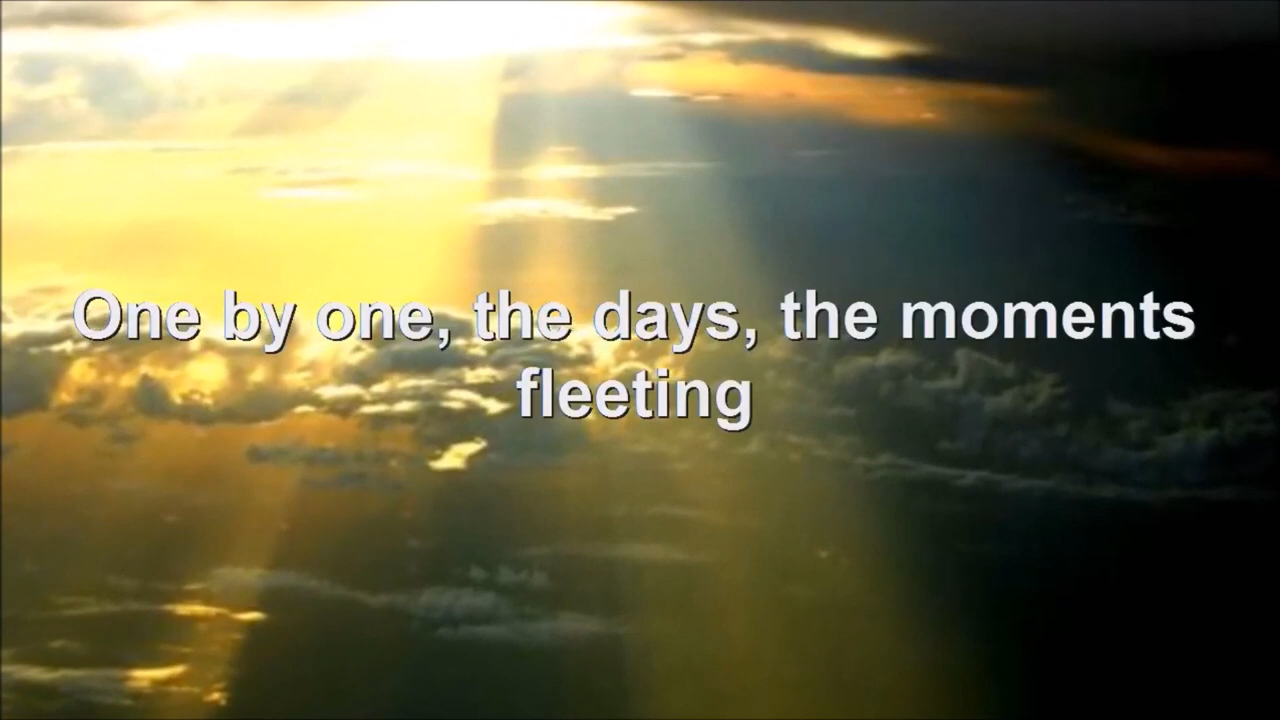 One by one, the days, the moments
fleeting